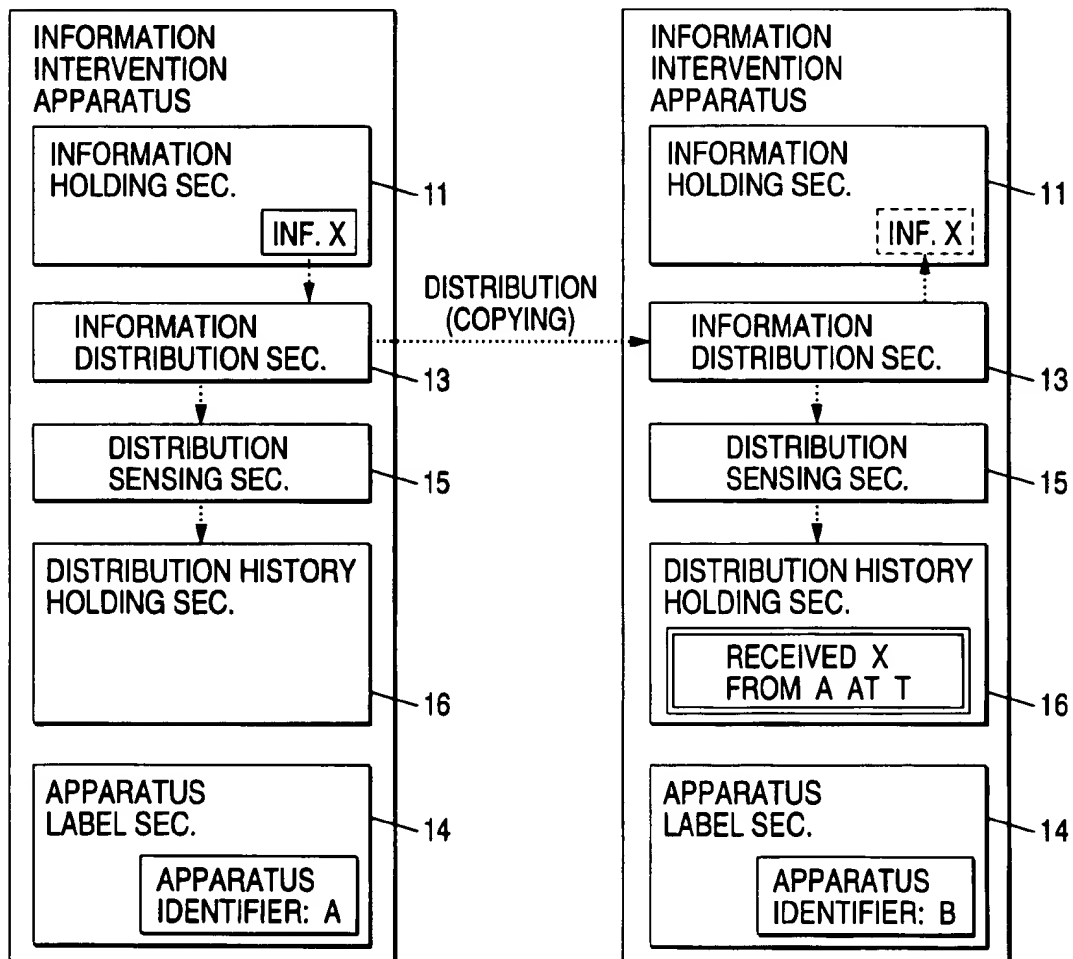 INFORMATION
INTERVENTION
APPARATUS
INFORMATION
HOLDING SEC.
INF. X
11
INFORMATION
DISTRIBUTION SEC.
13
DISTRIBUTION
SENSING SEC.
15
DISTRIBUTION HISTORY
HOLDING SEC.
16
APPARATUS
LABEL SEC.
14
APPARATUS
IDENTIFIER: A
DISTRIBUTION
(COPYING)
INFORMATION
INTERVENTION
APPARATUS
INFORMATION
HOLDING SEC.
INF. X
11
INFORMATION
DISTRIBUTION SEC.
13
DISTRIBUTION
SENSING SEC.
15
DISTRIBUTION HISTORY
HOLDING SEC.
RECEIVED X
FROM A AT T
16
APPARATUS
LABEL SEC.
14
APPARATUS
IDENTIFIER: B